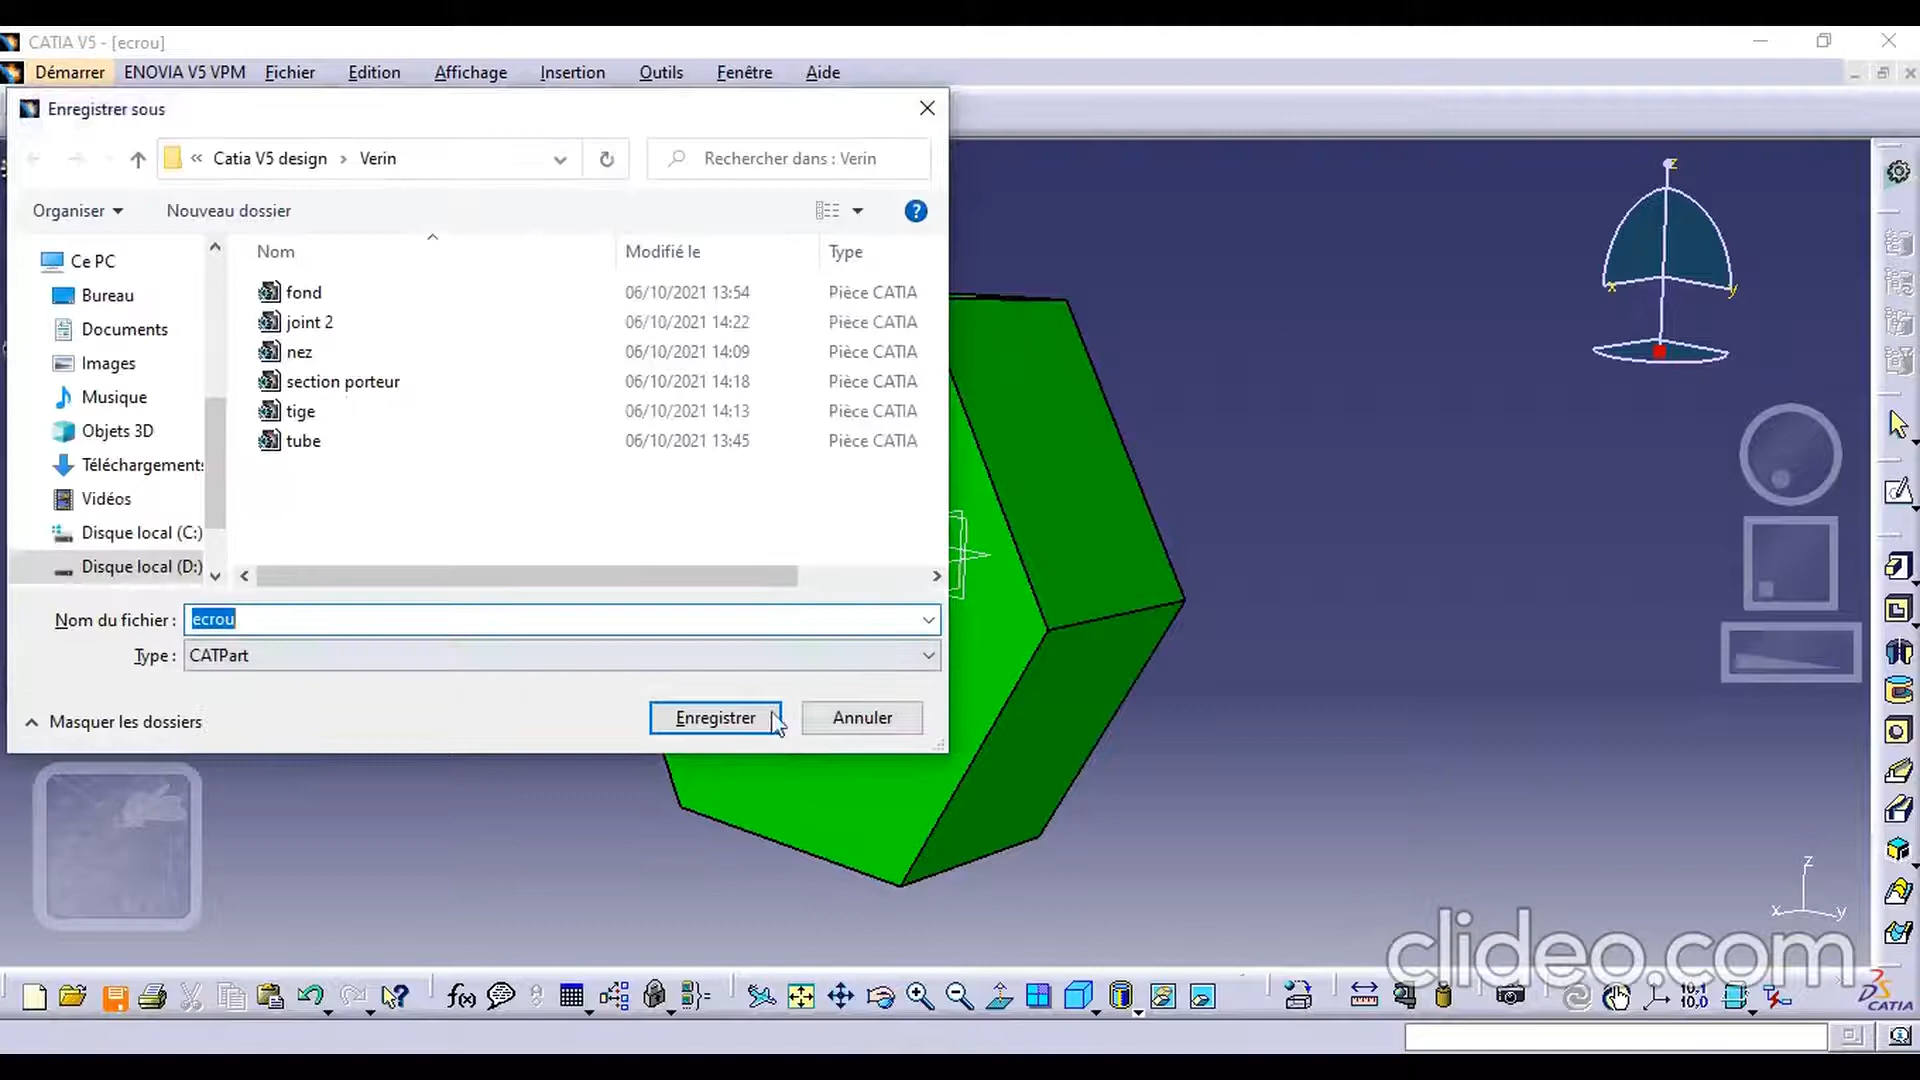 CATIA V5 - [ecrou]
Démarrer ENOVIA V5 VPM Fichier Edition Affichage Insertion Outils Fenêtre Aide
Enregistrer sous
« Catia V5 design › Verin
Rechercher dans : Verin
Organiser Nouveau dossier
Nom Modifié le Type
Ce PC
Bureau
Documents
Images
Musique
Objets 3D
Téléchargements
Vidéos
Disque local (C:)
Disque local (D:)
fond 06/10/2021 13:54 Pièce CATIA
joint 2 06/10/2021 14:22 Pièce CATIA
nez 06/10/2021 14:09 Pièce CATIA
section porteur 06/10/2021 14:18 Pièce CATIA
tige 06/10/2021 14:13 Pièce CATIA
tube 06/10/2021 13:45 Pièce CATIA
Nom du fichier : ecrou
Type : CATPart
Masquer les dossiers
Enregistrer Annuler
z
x y
z
x y
clideo.com
f(x)
10,1
10,0
CATIA